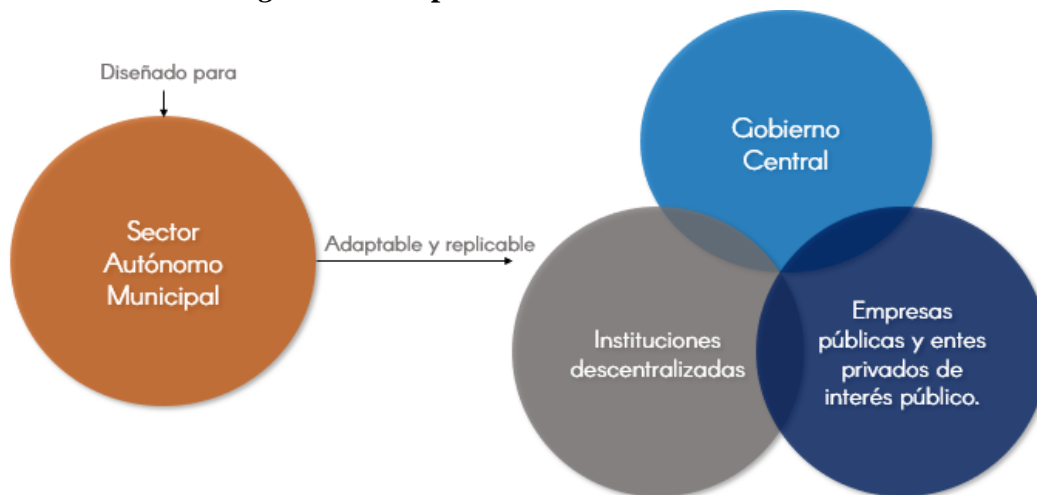 Diseñado para
Sector
Autónomo
Municipal
Adaptable y replicable
Gobierno
Central
Instituciones
descentralizadas
Empresas
públicas y entes
privados de
interés público.